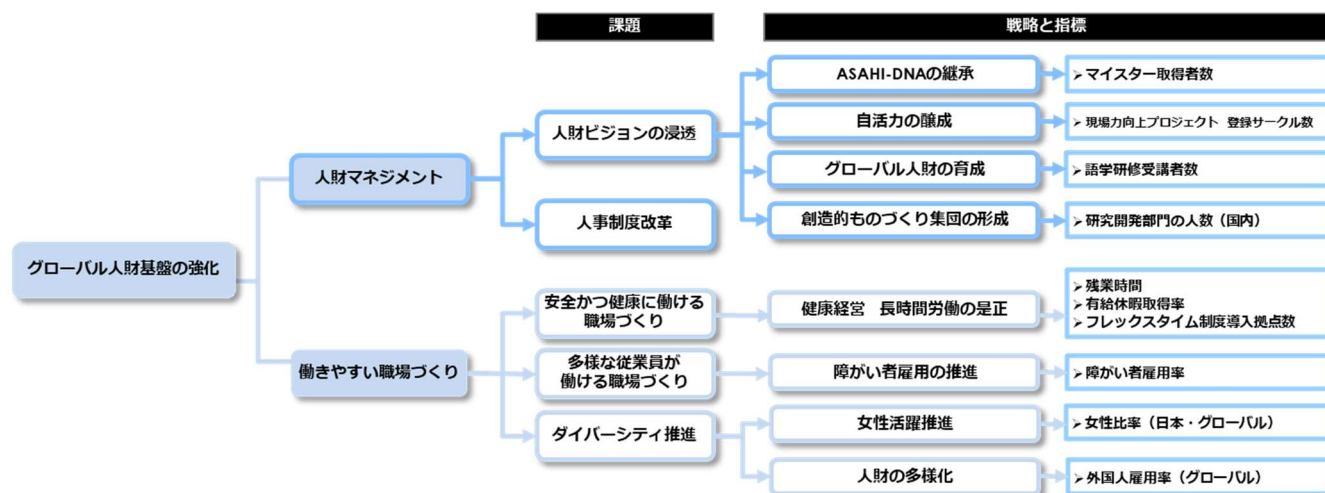 課題
戦略と指標
グローバル人財基盤の強化
人財マネジメント
人財ビジョンの浸透
ASAHI-DNAの継承
➢マイスター取得者数
自活力の醸成
➢現場力向上プロジェクト 登録サークル数
グローバル人財の育成
➢語学研修受講者数
創造的ものづくり集団の形成
➢研究開発部門の人数（国内）
人事制度改革
働きやすい職場づくり
安全かつ健康に働ける
職場づくり
健康経営 長時間労働の是正
➢残業時間
➢有給休暇取得率
➢フレックスタイム制度導入拠点数
多様な従業員が
働ける職場づくり
障がい者雇用の推進
➢障がい者雇用率
ダイバーシティ推進
女性活躍推進
➢女性比率（日本・グローバル）
人財の多様化
➢外国人雇用率（グローバル）